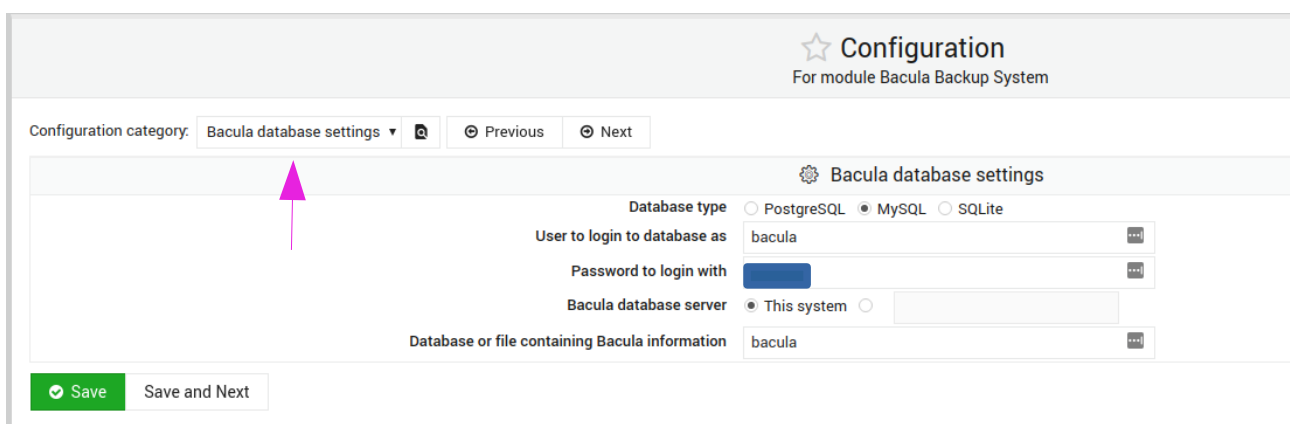 Configuration
For module Bacula Backup System
Configuration category: Bacula database settings Previous Next
Bacula database settings
Database type PostgreSQL MySQL SQLite
User to login to database as bacula
Password to login with
Bacula database server This system
Database or file containing Bacula information bacula
Save Save and Next